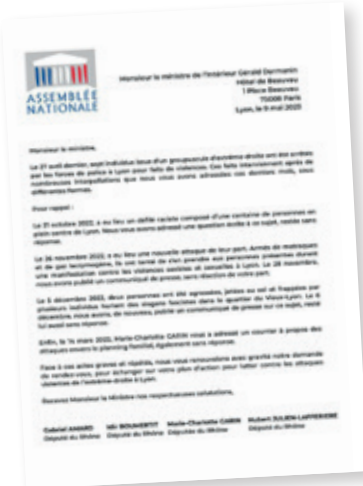 ASSEMBLÉE
NATIONALE
Monsieur le Ministre de l'Intérieur Gérald Darmanin
Hôtel de Beauvau
1 Place Beauvau
75008 Paris
Lyon, le 9 mai 2023
Monsieur le ministre,
Le 27 avril dernier, sept individus issus d'un groupuscule d'extrême-droite ont été arrêtés
par les forces de police à Lyon pour faits de violences. Ces faits interviennent après de
nombreuses interpellations que nous vous avons adressées ces derniers mois, sous
différentes formes.
Pour rappel :
Le 21 octobre 2022, a eu lieu un défilé raciste composé d'une centaine de personnes en
plein centre de Lyon. Nous vous avons adressé une question écrite à ce sujet, restée sans
réponse.
Le 26 novembre 2022, a eu lieu une nouvelle attaque de leur part. Armés de matraques
et de gaz lacrymogène, ils ont tenté de s'en prendre aux personnes présentes durant
une manifestation contre les violences sexistes et sexuelles à Lyon. Le 28 novembre,
nous avons publié un communiqué de presse, sans réaction de votre part.
Le 5 décembre 2022, deux personnes ont été agressées, jetées au sol et frappées par
plusieurs individus hurlant des slogans fascistes dans le quartier du Vieux-Lyon. Le 6
décembre, nous avons, de nouveau, publié un communiqué de presse sur ce sujet, resté
lui aussi sans réponse.
Enfin, le 14 mars 2023, Marie-Charlotte GARIN vous a adressé un courrier à propos des
attaques envers le planning familial, également sans réponse.
Face à ces actes graves et répétés, nous vous renouvelons avec gravité notre demande
de rendez-vous, pour échanger sur votre plan d'action pour lutter contre les attaques
violentes de l'extrême-droite à Lyon.
Recevez Monsieur le Ministre nos respectueuses salutations,
Gabriel AMARD Idir BOUMERTIT Marie-Charlotte GARIN Hubert JULIEN-LAFFERIERE
Député du Rhône Député du Rhône Députée du Rhône Député du Rhône